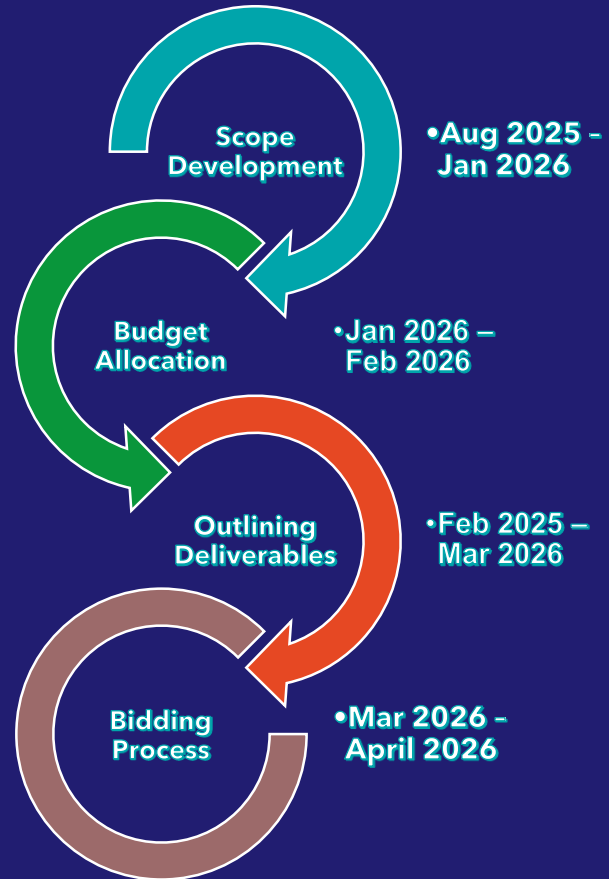 Scope
Development
•Aug 2025 -
Jan 2026
Budget
Allocation
•Jan 2026 –
Feb 2026
Outlining
Deliverables
•Feb 2025 –
Mar 2026
Bidding
Process
•Mar 2026 -
April 2026